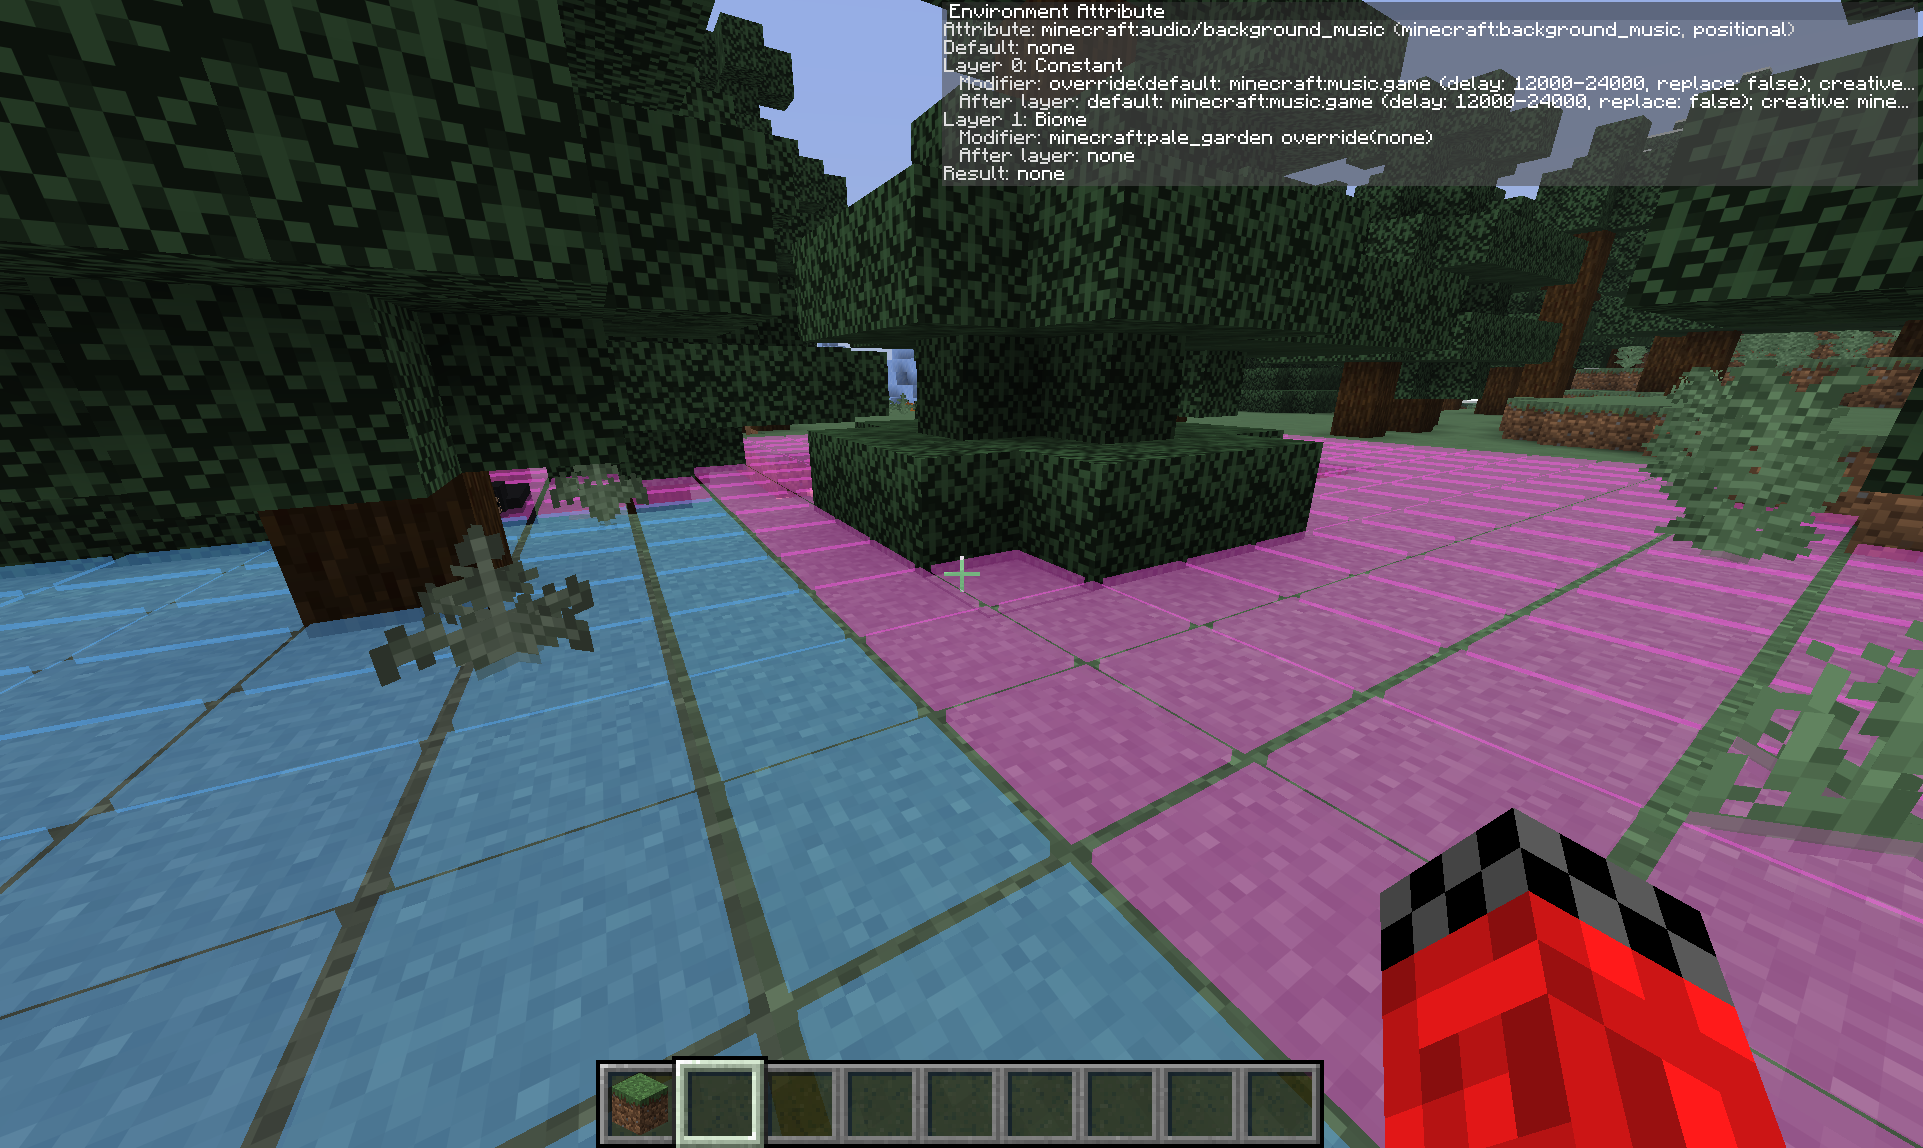 Environment Attribute
Attribute: minecraft:audio/background_music (minecraft:background_music, positional)
Default: none
Layer 0: Constant
Modifier: override(default: minecraft:music.game (delay: 12000-24000, replace: false); creative...
After layer: default: minecraft:music.game (delay: 12000-24000, replace: false); creative: mine...
Layer 1: Biome
Modifier: minecraft:pale_garden override(none)
After layer: none
Result: none